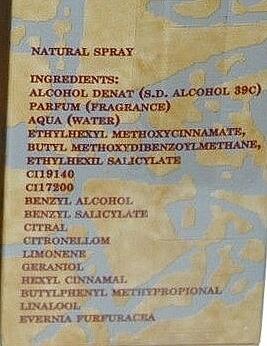 NATURAL SPRAY
INGREDIENTS:
ALCOHOL DENAT (S.D. ALCOHOL 39C)
PARFUM (FRAGRANCE)
AQUA (WATER)
ETHYLHEXYL METHOXYCINNAMATE,
BUTYL METHOXYDIBENZOYLMETHANE,
ETHYLHEXIL SALICYLATE
CI19140
CI17200
BENZYL ALCOHOL
BENZYL SALICYLATE
CITRAL
CITRONELLOM
LIMONENE
GERANIOL
HEXYL CINNAMAL
BUTYLPHENYL METHYPROPIONAL
LINALOOL
EVERNIA FURFURACEA